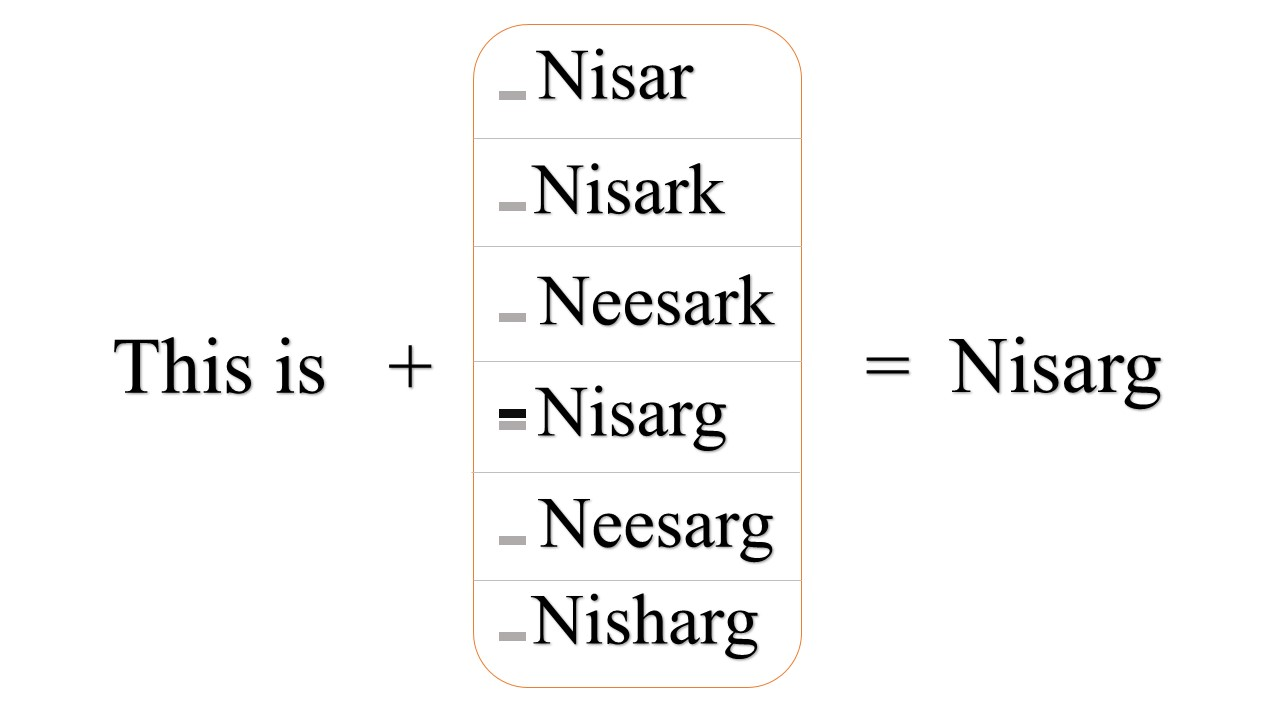 Nisar
Nisark
Neesark
This is + Nisarg = Nisarg
Neesarg
Nisharg